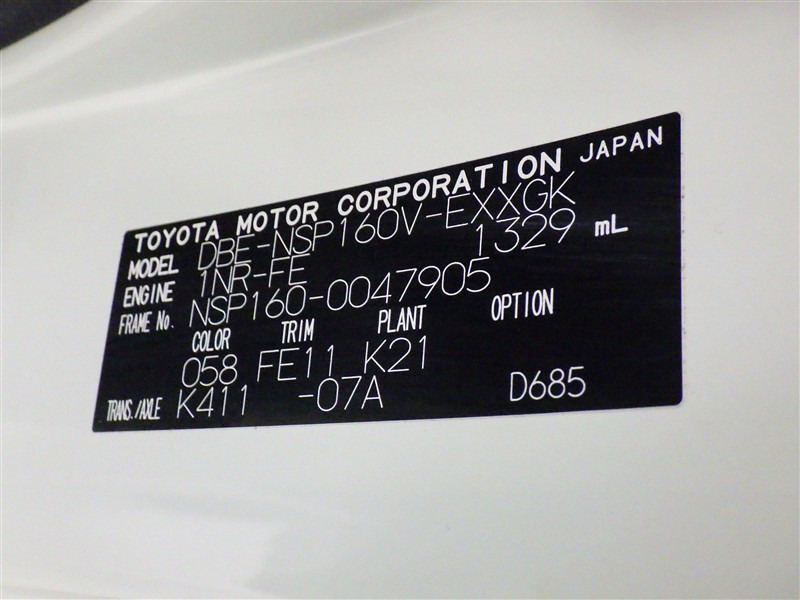 TOYOTA MOTOR CORPORATION JAPAN
MODEL DBE-NSP160V-EXXGK
ENGINE 1NR-FE 1329 mL
FRAME No. NSP160-0047905
COLOR TRIM PLANT OPTION
058 FE11 K21
TRANS./AXLE K411 -07A D685